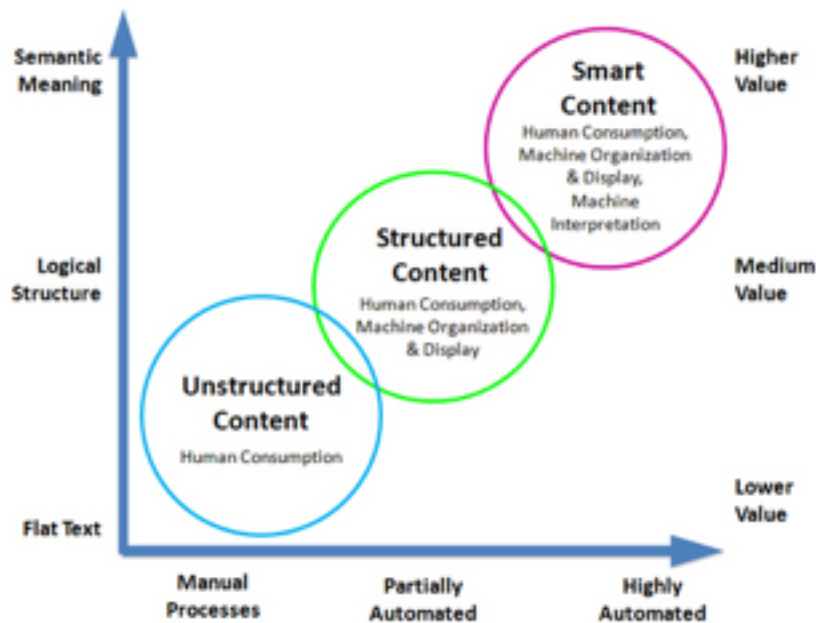 Semantic
Meaning
Logical
Structure
Flat Text
Smart
Content
Human Consumption,
Machine Organization
& Display,
Machine
Interpretation
Structured
Content
Human Consumption,
Machine Organization
& Display
Unstructured
Content
Human Consumption
Higher
Value
Medium
Value
Lower
Value
Manual
Processes
Partially
Automated
Highly
Automated